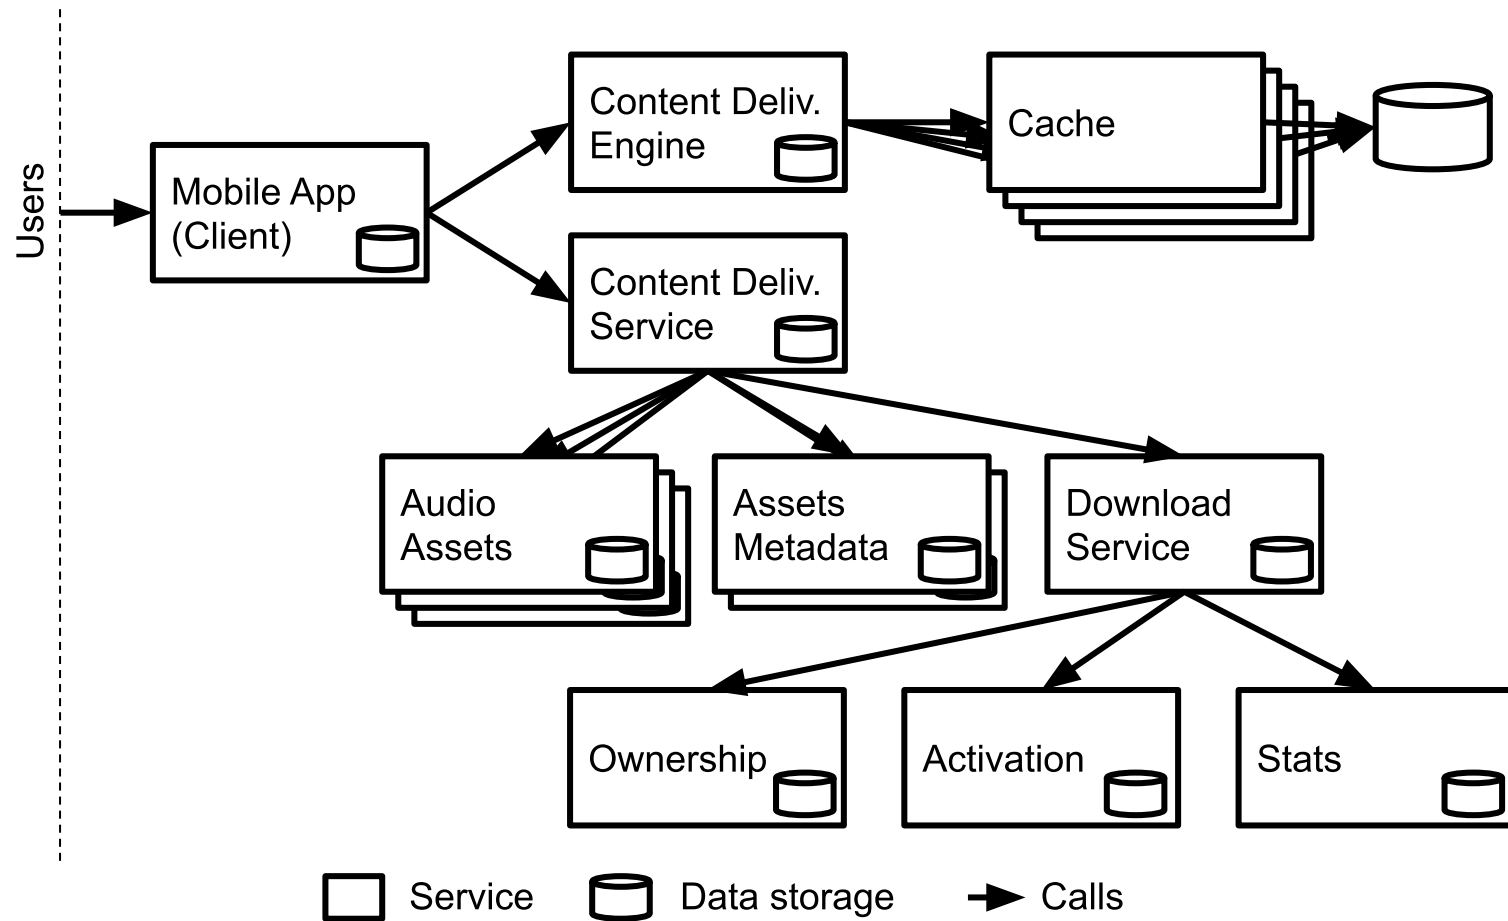 Users
Mobile App
(Client)
Content Deliv.
Engine
Cache
Content Deliv.
Service
Audio
Assets
Assets
Metadata
Download
Service
Ownership
Activation
Stats
Service
Data storage
Calls